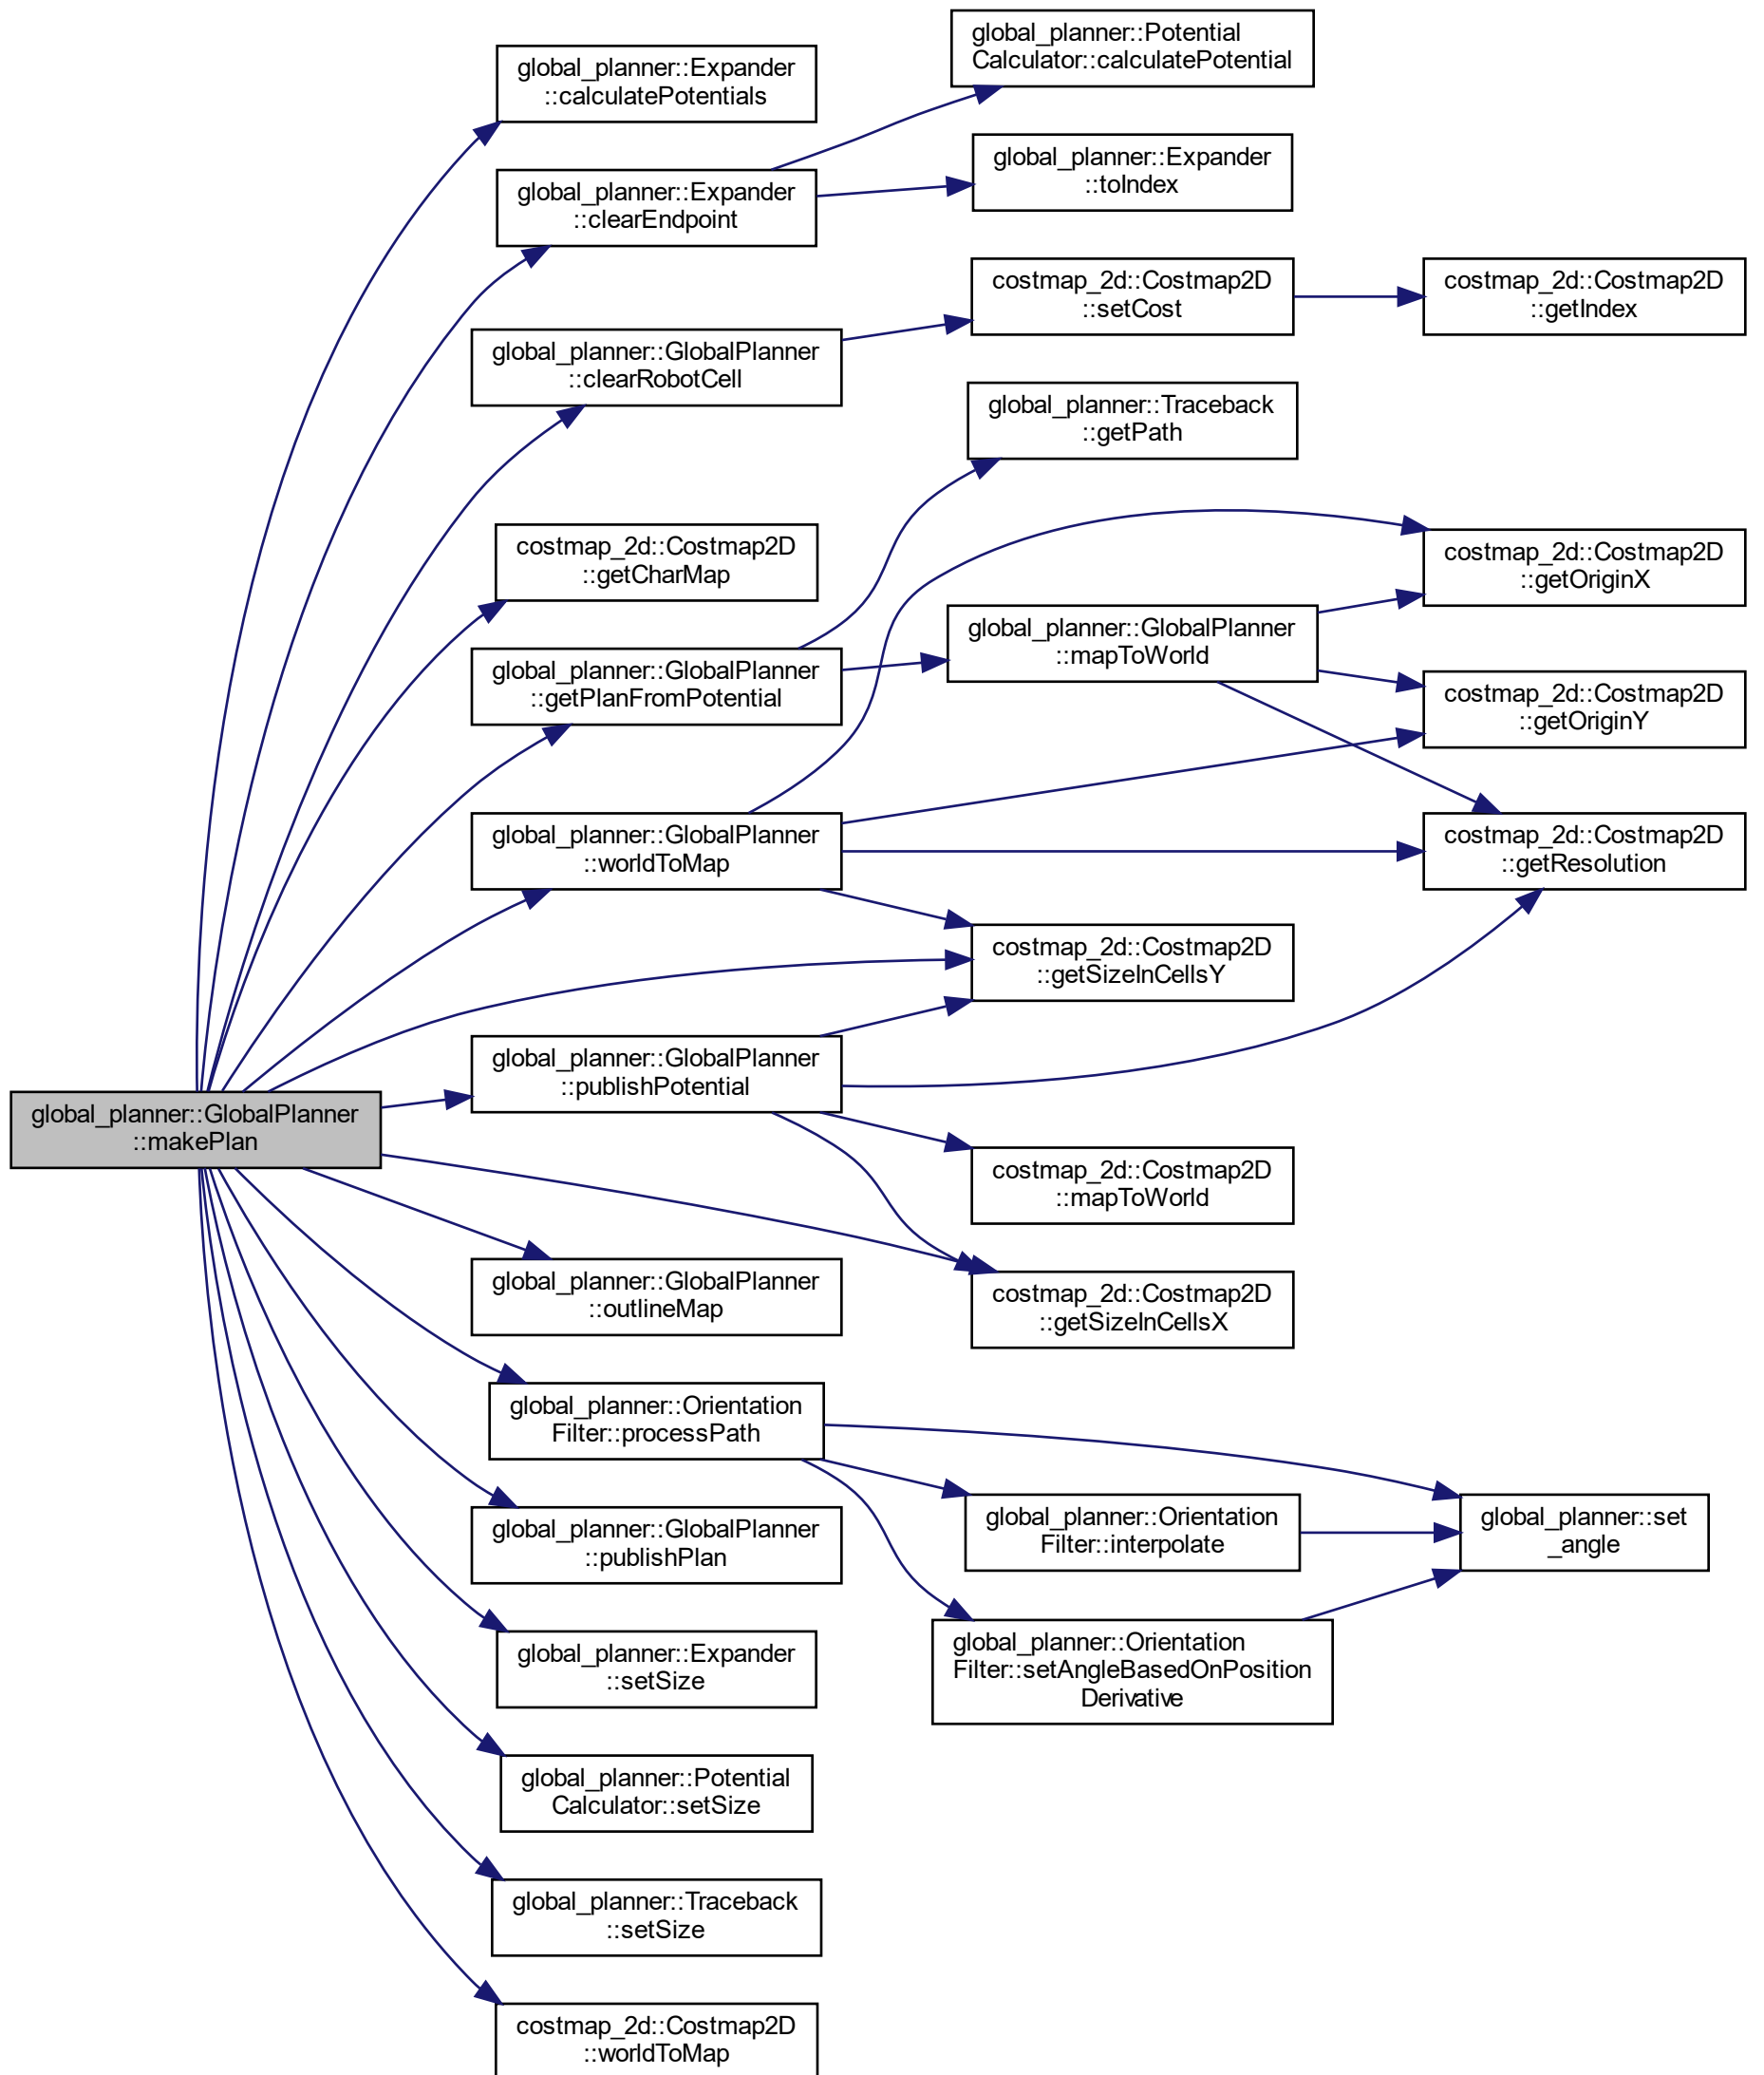 global_planner::GlobalPlanner
::makePlan
global_planner::Expander
::calculatePotentials
global_planner::Expander
::clearEndpoint
global_planner::GlobalPlanner
::clearRobotCell
costmap_2d::Costmap2D
::getCharMap
global_planner::GlobalPlanner
::getPlanFromPotential
global_planner::GlobalPlanner
::worldToMap
global_planner::GlobalPlanner
::publishPotential
global_planner::GlobalPlanner
::outlineMap
global_planner::Orientation
Filter::processPath
global_planner::GlobalPlanner
::publishPlan
global_planner::Expander
::setSize
global_planner::Potential
Calculator::setSize
global_planner::Traceback
::setSize
costmap_2d::Costmap2D
::worldToMap
global_planner::Potential
Calculator::calculatePotential
global_planner::Expander
::toIndex
costmap_2d::Costmap2D
::setCost
global_planner::Traceback
::getPath
global_planner::GlobalPlanner
::mapToWorld
costmap_2d::Costmap2D
::getSizeInCellsY
costmap_2d::Costmap2D
::mapToWorld
costmap_2d::Costmap2D
::getSizeInCellsX
global_planner::Orientation
Filter::interpolate
global_planner::Orientation
Filter::setAngleBasedOnPosition
Derivative
costmap_2d::Costmap2D
::getIndex
costmap_2d::Costmap2D
::getOriginX
costmap_2d::Costmap2D
::getOriginY
costmap_2d::Costmap2D
::getResolution
global_planner::set
_angle